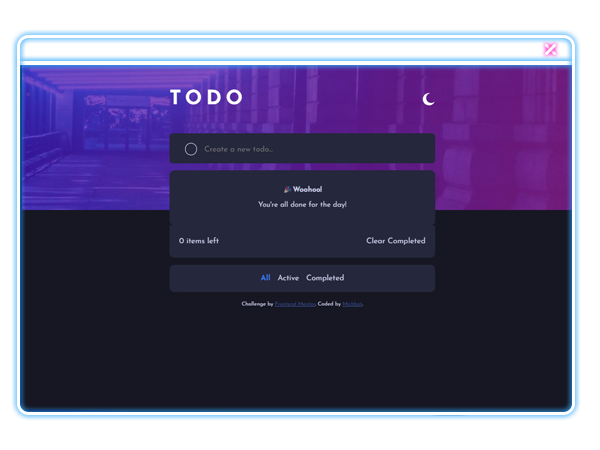 TODO
Create a new todo...
🎉 Woohoo!
You're all done for the day!
0 items left
Clear Completed
All Active Completed
Challenge by Frontend Mentor. Coded by